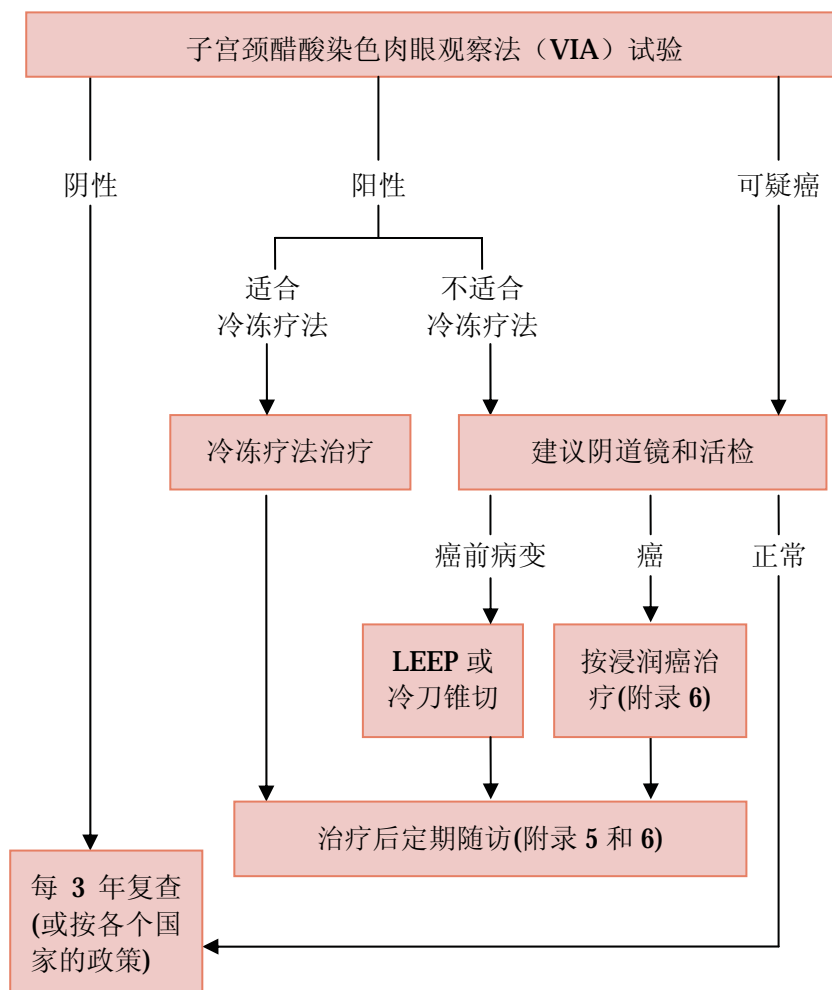 子宫颈醋酸染色肉眼观察法（VIA）试验
阴性
阳性
可疑癌
适合
冷冻疗法
不适合
冷冻疗法
冷冻疗法治疗
建议阴道镜和活检
癌前病变
癌
正常
LEEP 或
冷刀锥切
按浸润癌治
疗(附录 6)
治疗后定期随访(附录 5 和 6)
每 3 年复查
(或按各个国
家的政策)